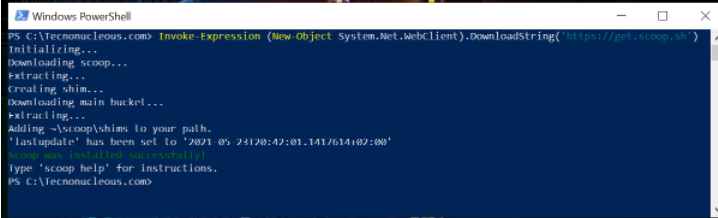 Windows PowerShell
PS C:\Tecnonucleous.com> Invoke-Expression (New-Object System.Net.WebClient).DownloadString('https://get.scoop.sh')
Initializing...
Downloading scoop...
Extracting...
Creating shim...
Downloading main bucket...
Extracting...
Adding ~\scoop\shims to your path.
'lastupdate' has been set to '2021-05-23T20:42:01.1417614+02:00'
Scoop was installed successfully!
Type 'scoop help' for instructions.
PS C:\Tecnonucleous.com>